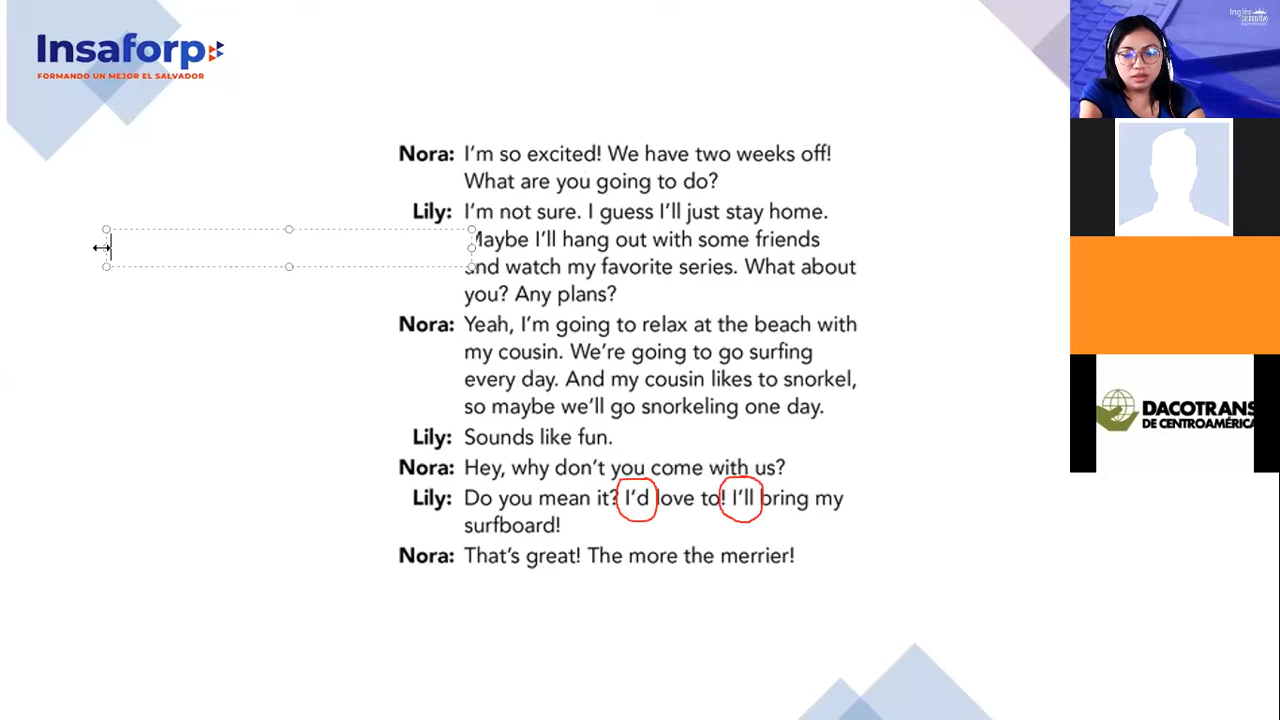 Insaforp
FORMANDO UN MEJOR EL SALVADOR
Nora: I'm so excited! We have two weeks off!
What are you going to do?
Lily: I'm not sure. I guess I'll just stay home.
Maybe I'll hang out with some friends
and watch my favorite series. What about
you? Any plans?
Nora: Yeah, I'm going to relax at the beach with
my cousin. We're going to go surfing
every day. And my cousin likes to snorkel,
so maybe we'll go snorkeling one day.
Lily: Sounds like fun.
Nora: Hey, why don't you come with us?
Lily: Do you mean it? I'd love to! I'll bring my
surfboard!
Nora: That's great! The more the merrier!
Inglés
DACOTRANS
DE CENTROAMÉRICA